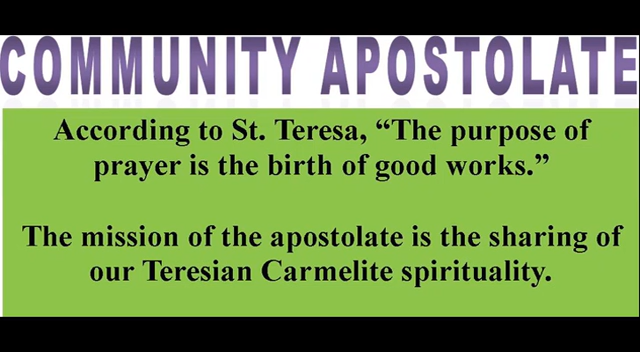 COMMUNITY APOSTOLATE
According to St. Teresa, “The purpose of
prayer is the birth of good works.”
The mission of the apostolate is the sharing of
our Teresian Carmelite spirituality.